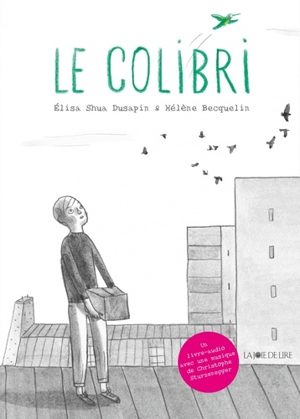 LE COLIBRI
Élisa Shua Dusapin & Hélène Becquelin
Un
livre-audio
avec une musique
de Christophe
Sturzenegger
LA JOIE DE LIRE